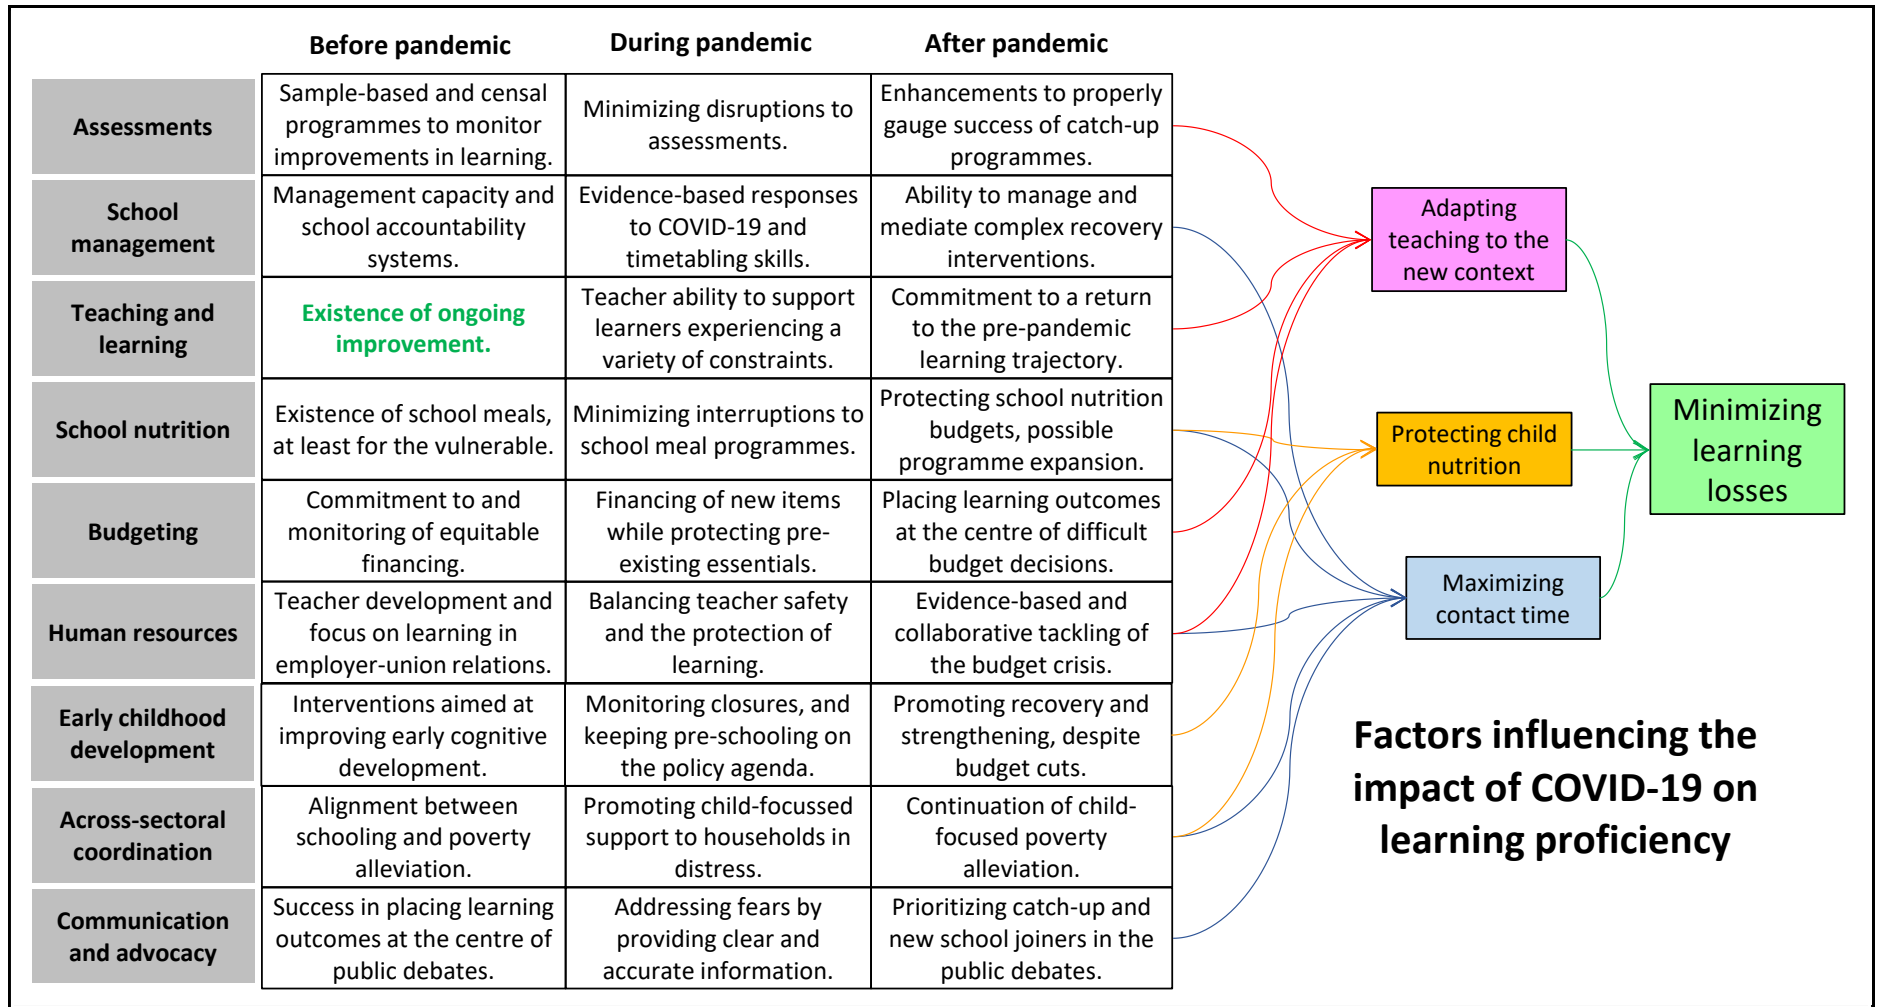 Before pandemic
During pandemic
After pandemic
Assessments
Sample-based and censal
programmes to monitor
improvements in learning.
Minimizing disruptions to
assessments.
Enhancements to properly
gauge success of catch-up
programmes.
School
management
Management capacity and
school accountability
systems.
Evidence-based responses
to COVID-19 and
timetabling skills.
Ability to manage and
mediate complex recovery
interventions.
Teaching and
learning
Existence of ongoing
improvement.
Teacher ability to support
learners experiencing a
variety of constraints.
Commitment to a return
to the pre-pandemic
learning trajectory.
School nutrition
Existence of school meals,
at least for the vulnerable.
Minimizing interruptions to
school meal programmes.
Protecting school nutrition
budgets, possible
programme expansion.
Budgeting
Commitment to and
monitoring of equitable
financing.
Financing of new items
while protecting pre-
existing essentials.
Placing learning outcomes
at the centre of difficult
budget decisions.
Human resources
Teacher development and
focus on learning in
employer-union relations.
Balancing teacher safety
and the protection of
learning.
Evidence-based and
collaborative tackling of
the budget crisis.
Early childhood
development
Interventions aimed at
improving early cognitive
development.
Monitoring closures, and
keeping pre-schooling on
the policy agenda.
Promoting recovery and
strengthening, despite
budget cuts.
Across-sectoral
coordination
Alignment between
schooling and poverty
alleviation.
Promoting child-focussed
support to households in
distress.
Continuation of child-
focused poverty
alleviation.
Communication
and advocacy
Success in placing learning
outcomes at the centre of
public debates.
Addressing fears by
providing clear and
accurate information.
Prioritizing catch-up and
new school joiners in the
public debates.
Adapting
teaching to the
new context
Protecting child
nutrition
Maximizing
contact time
Minimizing
learning
losses
Factors influencing the
impact of COVID-19 on
learning proficiency